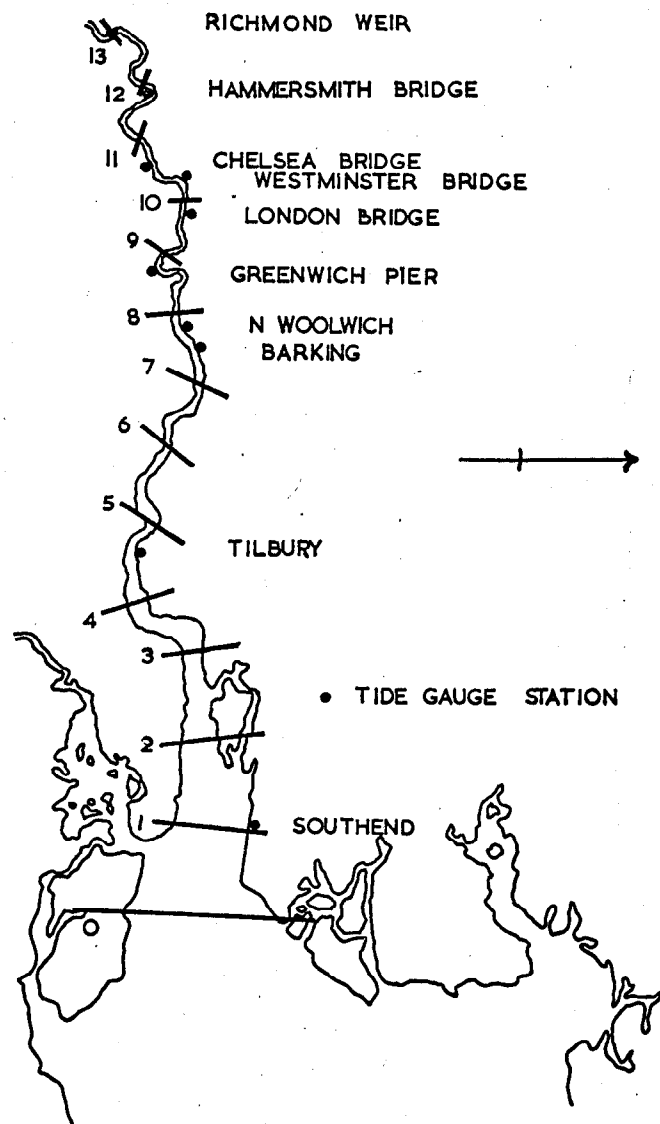 RICHMOND WEIR
13
12
HAMMERSMITH BRIDGE
11
CHELSEA BRIDGE
WESTMINSTER BRIDGE
10
LONDON BRIDGE
9
GREENWICH PIER
8
N WOOLWICH
BARKING
7
6
5
TILBURY
4
3
TIDE GAUGE STATION
2
1
SOUTHEND
O